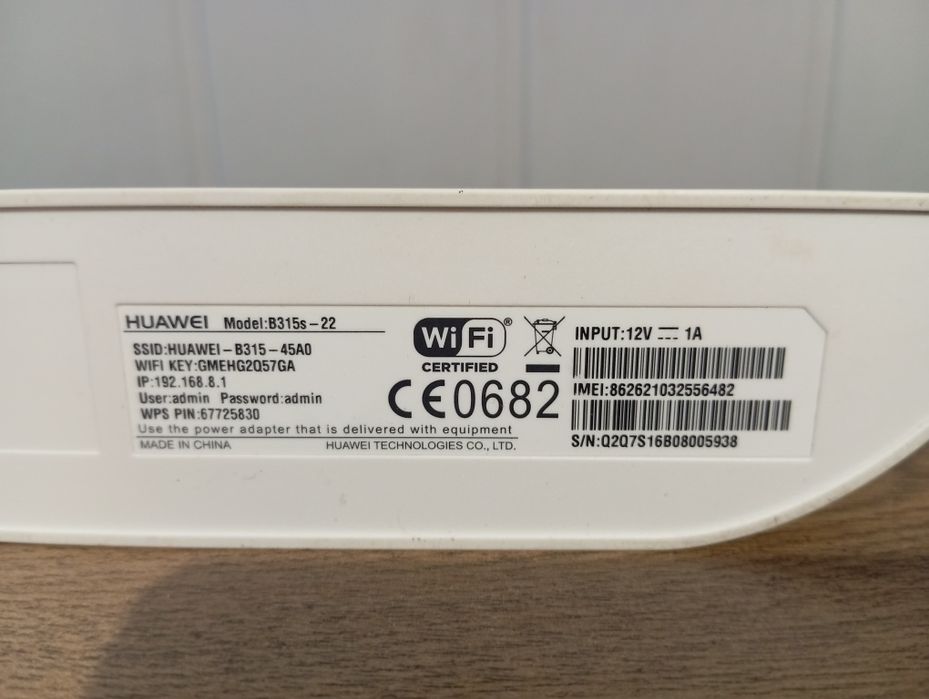 HUAWEI Model:B315s-22
SSID:HUAWEI-B315-45A0
WIFI KEY:GMEHG2Q57GA
IP:192.168.8.1
User:admin Password:admin
WPS PIN:67725830
Use the power adapter that is delivered with equipment
MADE IN CHINA HUAWEI TECHNOLOGIES CO., LTD.
Wi Fi ®
CERTIFIED
CE0682
INPUT:12V ⎓ 1A
IMEI:862621032556482
S/N:Q2Q7S16B08005938